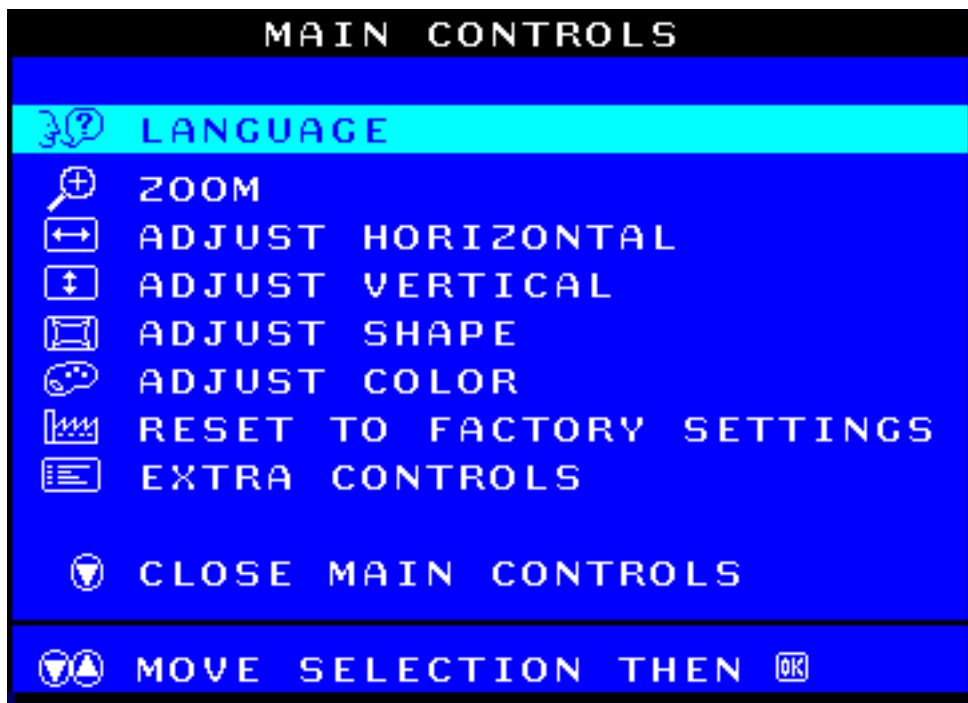 MAIN CONTROLS
LANGUAGE
ZOOM
ADJUST HORIZONTAL
ADJUST VERTICAL
ADJUST SHAPE
ADJUST COLOR
RESET TO FACTORY SETTINGS
EXTRA CONTROLS
CLOSE MAIN CONTROLS
MOVE SELECTION THEN OK